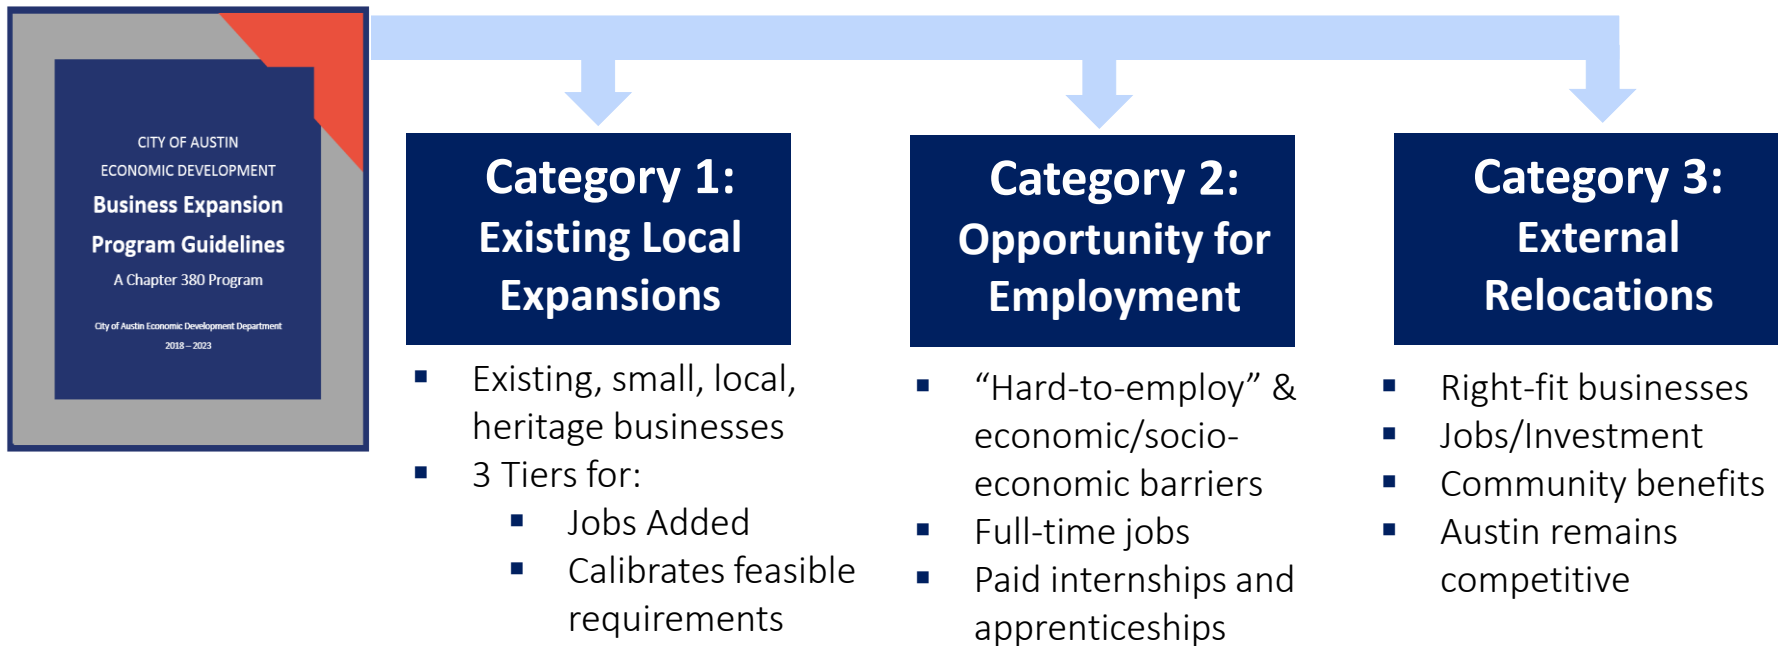 CITY OF AUSTIN
ECONOMIC DEVELOPMENT
Business Expansion
Program Guidelines
A Chapter 380 Program
City of Austin Economic Development Department
2018 – 2023
Category 1:
Existing Local
Expansions
▪ Existing, small, local,
heritage businesses
▪ 3 Tiers for:
▪ Jobs Added
▪ Calibrates feasible
requirements
Category 2:
Opportunity for
Employment
▪ “Hard-to-employ” &
economic/socio-
economic barriers
▪ Full-time jobs
▪ Paid internships and
apprenticeships
Category 3:
External
Relocations
▪ Right-fit businesses
▪ Jobs/Investment
▪ Community benefits
▪ Austin remains
competitive